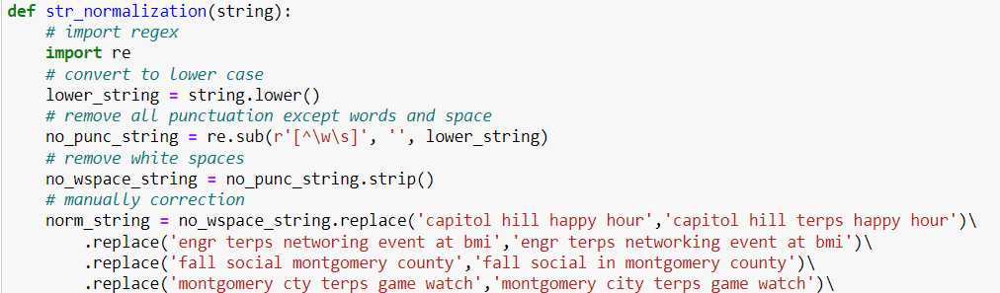 def str_normalization(string):
    # import regex
    import re
    # convert to lower case
    lower_string = string.lower()
    # remove all punctuation except words and space
    no_punc_string = re.sub(r'[^\w\s]', '', lower_string)
    # remove white spaces
    no_wspace_string = no_punc_string.strip()
    # manually correction
    norm_string = no_wspace_string.replace('capitol hill happy hour','capitol hill terps happy hour')\
        .replace('engr terps networing event at bmi','engr terps networking event at bmi')\
        .replace('fall social montgomery county','fall social in montgomery county')\
        .replace('montgomery cty terps game watch','montgomery city terps game watch')\